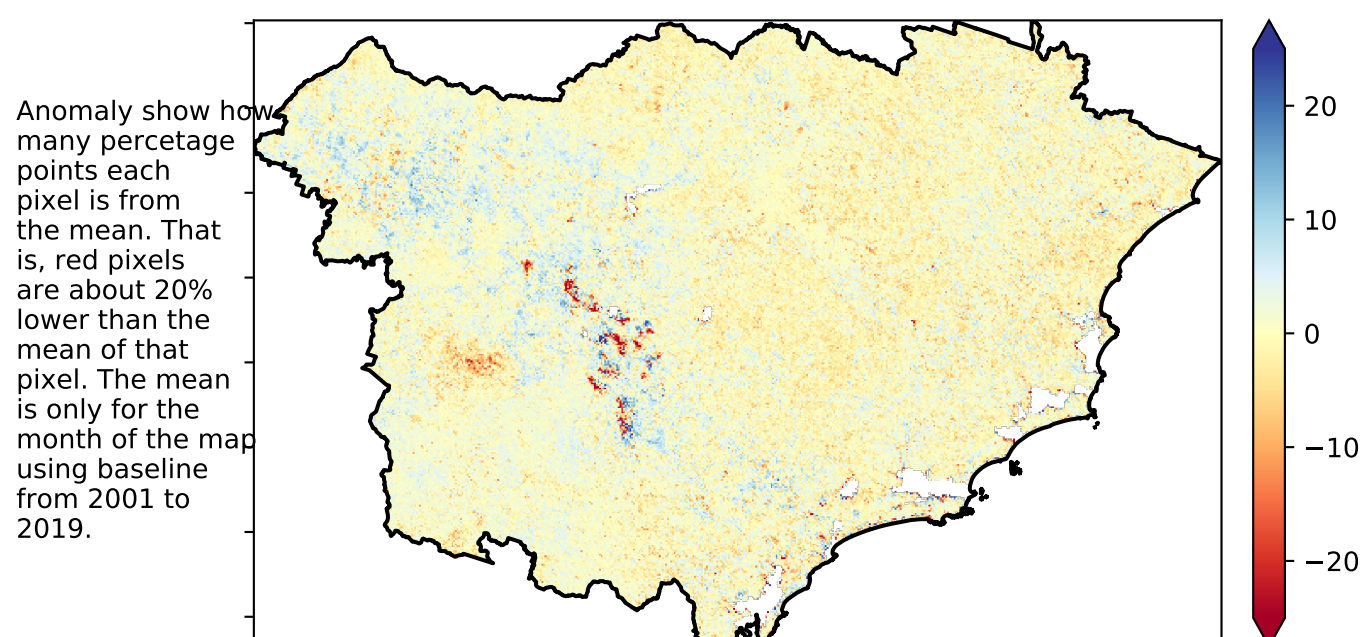 Anomaly show how
many percetage
points each
pixel is from
the mean. That
is, red pixels
are about 20%
lower than the
mean of that
pixel. The mean
is only for the
month of the map
using baseline
from 2001 to
2019.
20
10
0
−10
−20